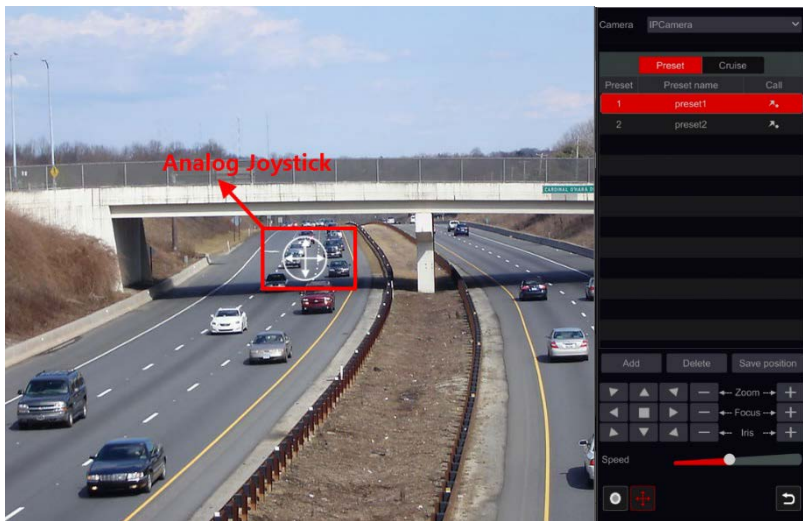 Camera IPCamera
Preset Cruise
Preset Preset name Call
1 preset1
2 preset2
Analog Joystick
CARDINAL O'HARA
Add Delete Save position
Zoom
Focus
Iris
Speed